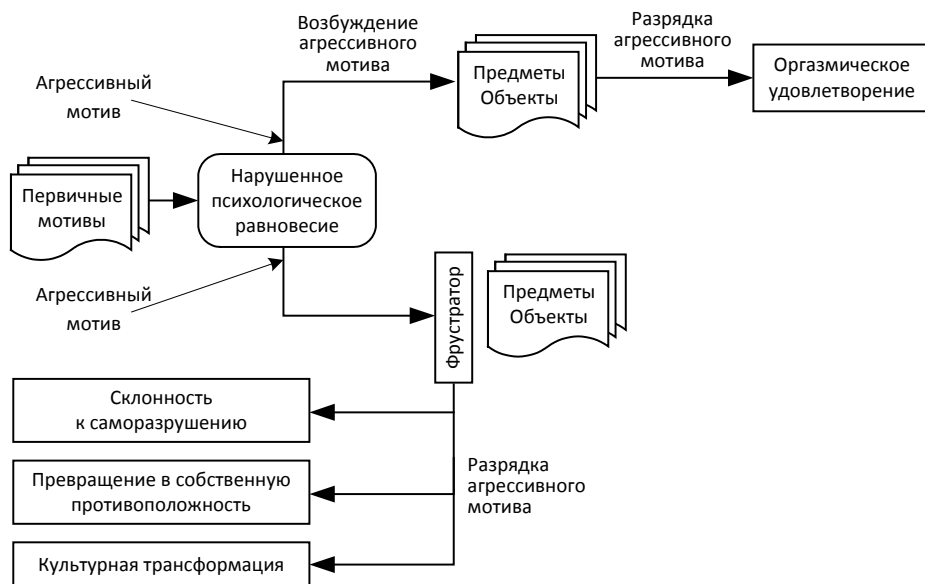 Возбуждение
агрессивного
мотива
Разрядка
агрессивного
мотива
Предметы
Объекты
Оргазмическое
удовлетворение
Агрессивный
мотив
Первичные
мотивы
Нарушенное
психологическое
равновесие
Агрессивный
мотив
Фрустратор
Предметы
Объекты
Склонность
к саморазрушению
Превращение в собственную
противоположность
Разрядка
агрессивного
мотива
Культурная трансформация